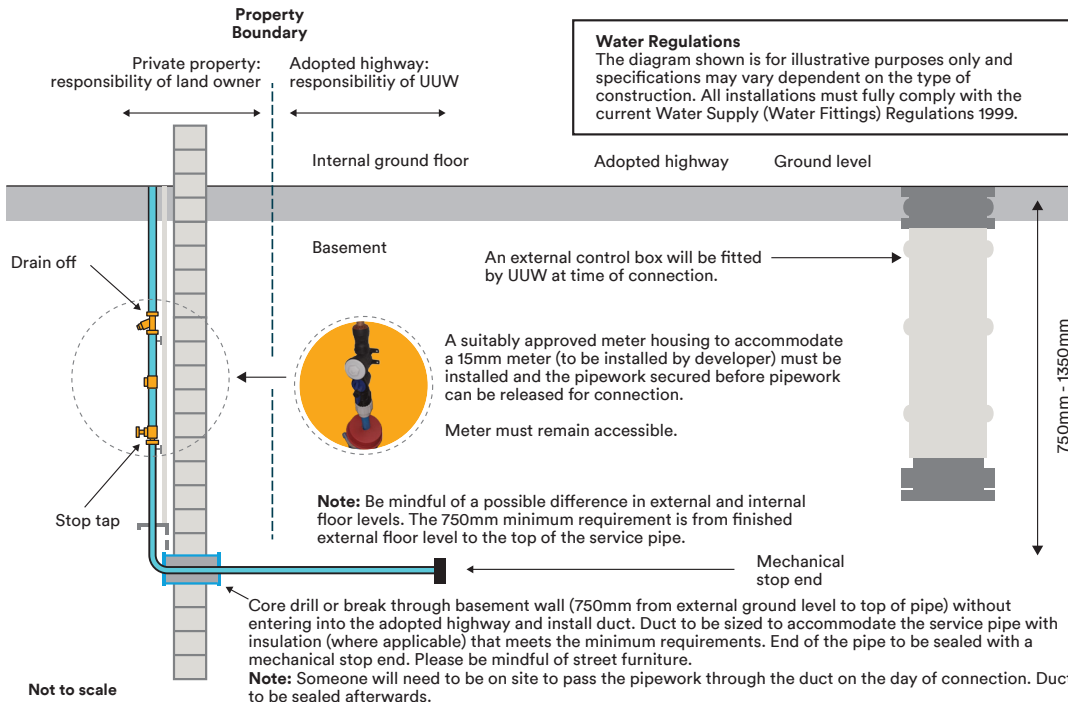 Property
Boundary
Private property:
responsibility of land owner
Adopted highway:
responsibilitiy of UUW
Water Regulations
The diagram shown is for illustrative purposes only and
specifications may vary dependent on the type of
construction. All installations must fully comply with the
current Water Supply (Water Fittings) Regulations 1999.
Internal ground floor
Adopted highway
Ground level
Drain off
Basement
An external control box will be fitted
by UUW at time of connection.
A suitably approved meter housing to accommodate
a 15mm meter (to be installed by developer) must be
installed and the pipework secured before pipework
can be released for connection.
Meter must remain accessible.
750mm - 1350mm
Stop tap
Note: Be mindful of a possible difference in external and internal
floor levels. The 750mm minimum requirement is from finished
external floor level to the top of the service pipe.
Mechanical
stop end
Core drill or break through basement wall (750mm from external ground level to top of pipe) without
entering into the adopted highway and install duct. Duct to be sized to accommodate the service pipe with
insulation (where applicable) that meets the minimum requirements. End of the pipe to be sealed with a
mechanical stop end. Please be mindful of street furniture.
Note: Someone will need to be on site to pass the pipework through the duct on the day of connection. Duct
to be sealed afterwards.
Not to scale